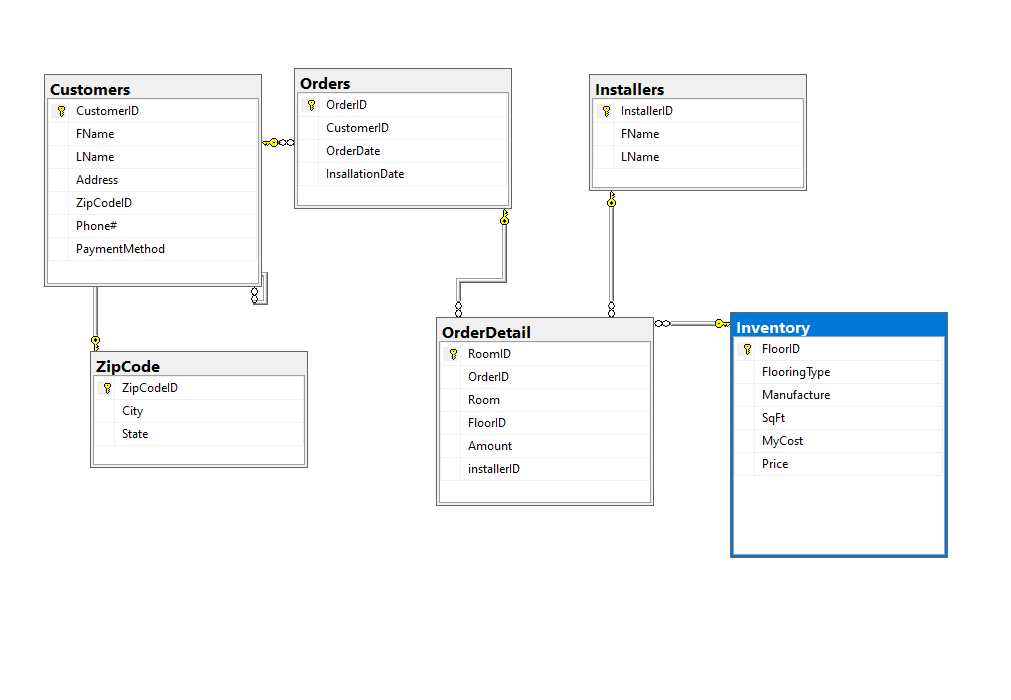 Customers
CustomerID
FName
LName
Address
ZipCodeID
Phone#
PaymentMethod
Orders
OrderID
CustomerID
OrderDate
InsallationDate
Installers
InstallerID
FName
LName
ZipCode
ZipCodeID
City
State
OrderDetail
RoomID
OrderID
Room
FloorID
Amount
installerID
Inventory
FloorID
FlooringType
Manufacture
SqFt
MyCost
Price